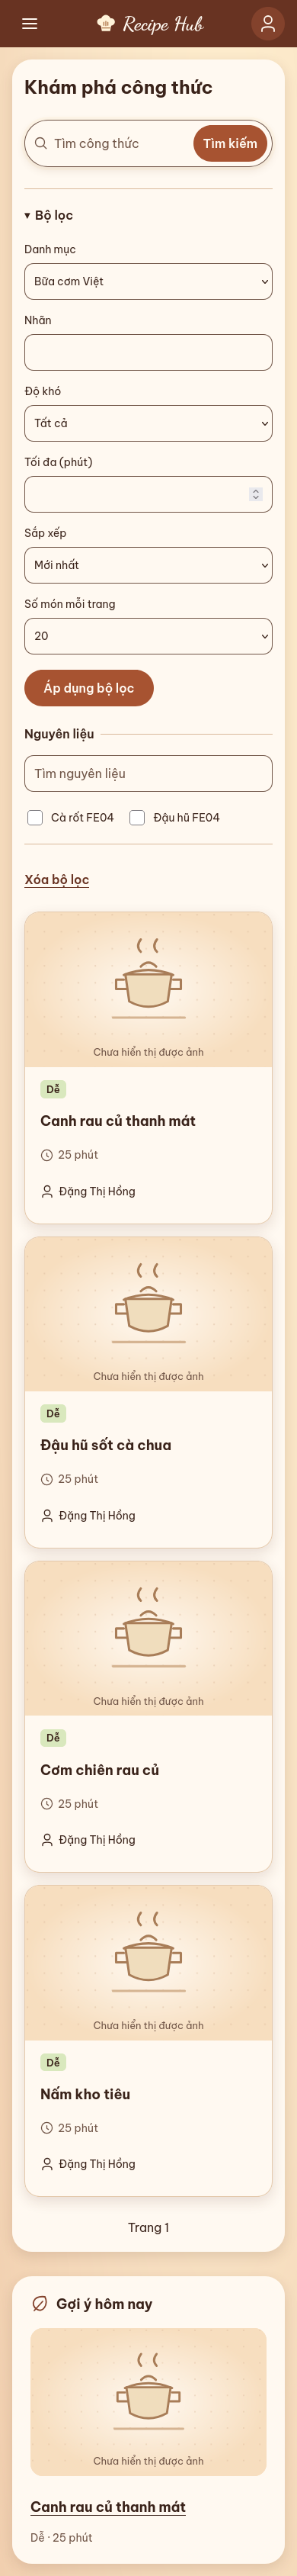 Recipe Hub
Khám phá công thức
Tìm công thức
Tìm kiếm
▾ Bộ lọc
Danh mục
Bữa cơm Việt
Nhãn
Độ khó
Tất cả
Tối đa (phút)
Sắp xếp
Mới nhất
Số món mỗi trang
20
Áp dụng bộ lọc
Nguyên liệu
Tìm nguyên liệu
Cà rốt FE04
Đậu hũ FE04
Xóa bộ lọc
Chưa hiển thị được ảnh
Dễ
Canh rau củ thanh mát
25 phút
Đặng Thị Hồng
Chưa hiển thị được ảnh
Dễ
Đậu hũ sốt cà chua
25 phút
Đặng Thị Hồng
Chưa hiển thị được ảnh
Dễ
Cơm chiên rau củ
25 phút
Đặng Thị Hồng
Chưa hiển thị được ảnh
Dễ
Nấm kho tiêu
25 phút
Đặng Thị Hồng
Trang 1
Gợi ý hôm nay
Chưa hiển thị được ảnh
Canh rau củ thanh mát
Dễ · 25 phút